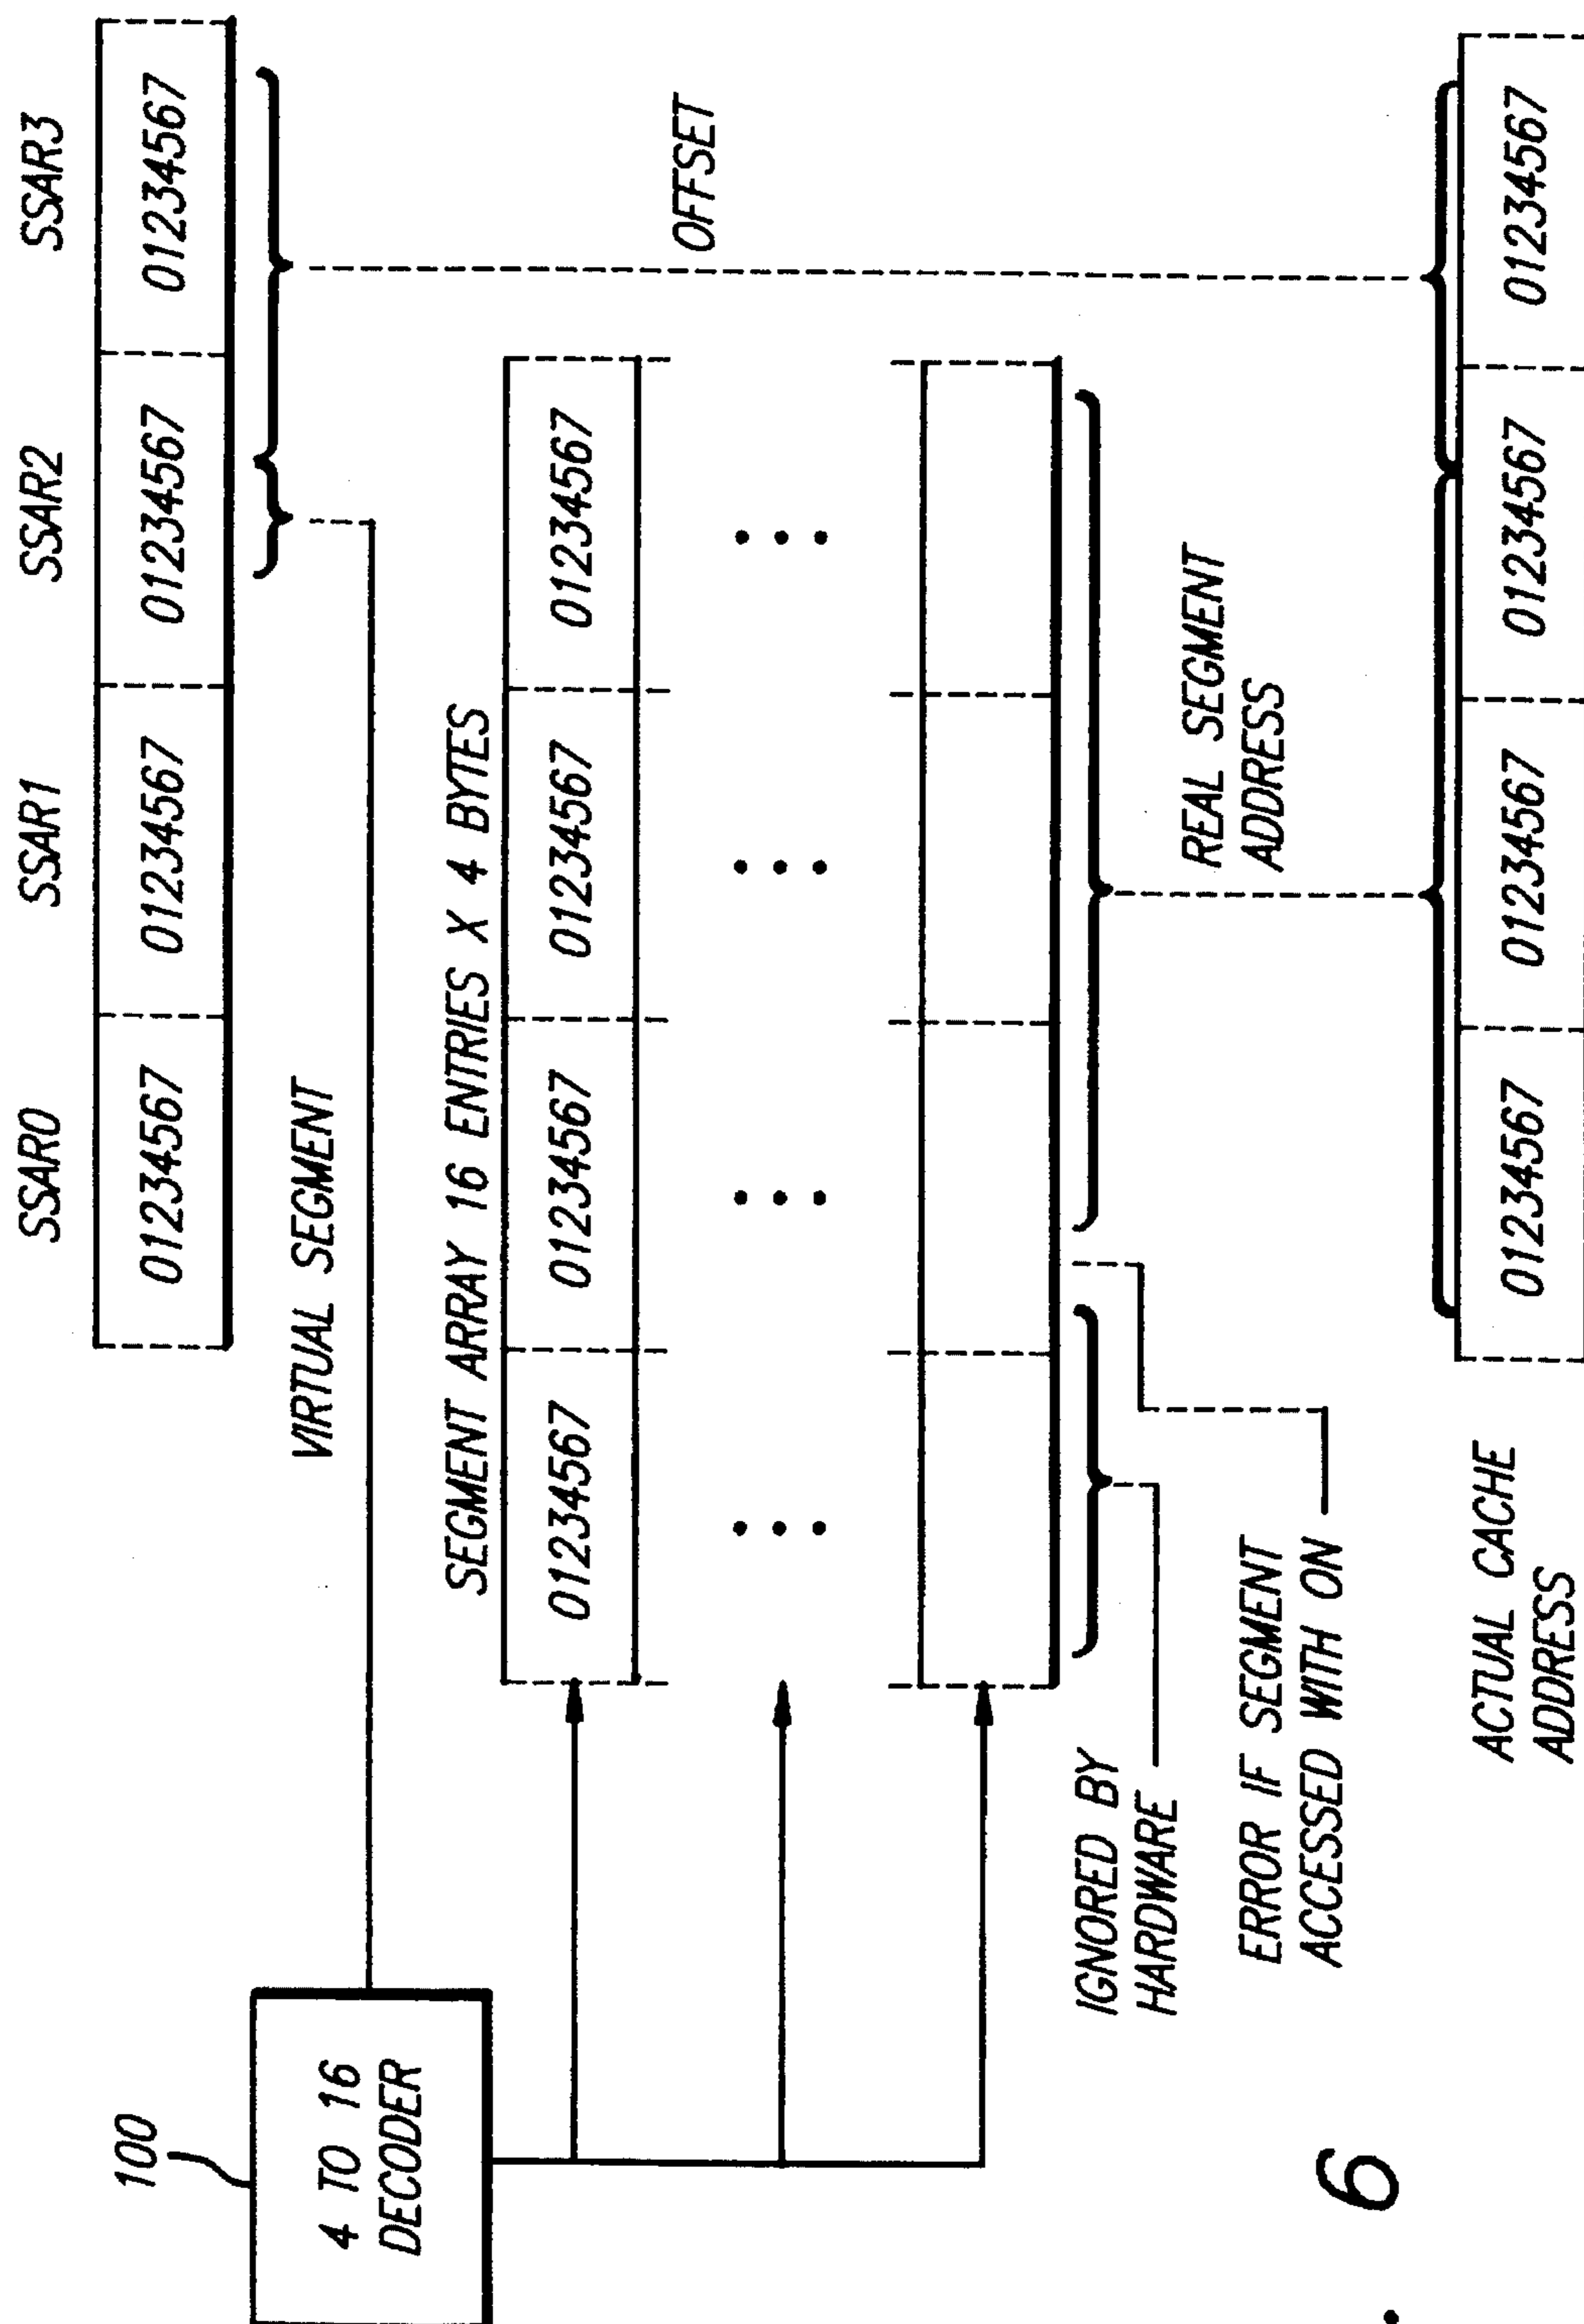 SSAR0 SSAR1 SSAR2 SSAR3
01234567 01234567 01234567 01234567
100
4 TO 16
DECODER
VIRTUAL SEGMENT
OFFSET
SEGMENT ARRAY 16 ENTRIES X 4 BYTES
01234567 01234567 01234567 01234567
IGNORED BY
HARDWARE
ERROR IF SEGMENT
ACCESSED WITH ON
REAL SEGMENT
ADDRESS
ACTUAL CACHE
ADDRESS
01234567 01234567 01234567 01234567
. 6